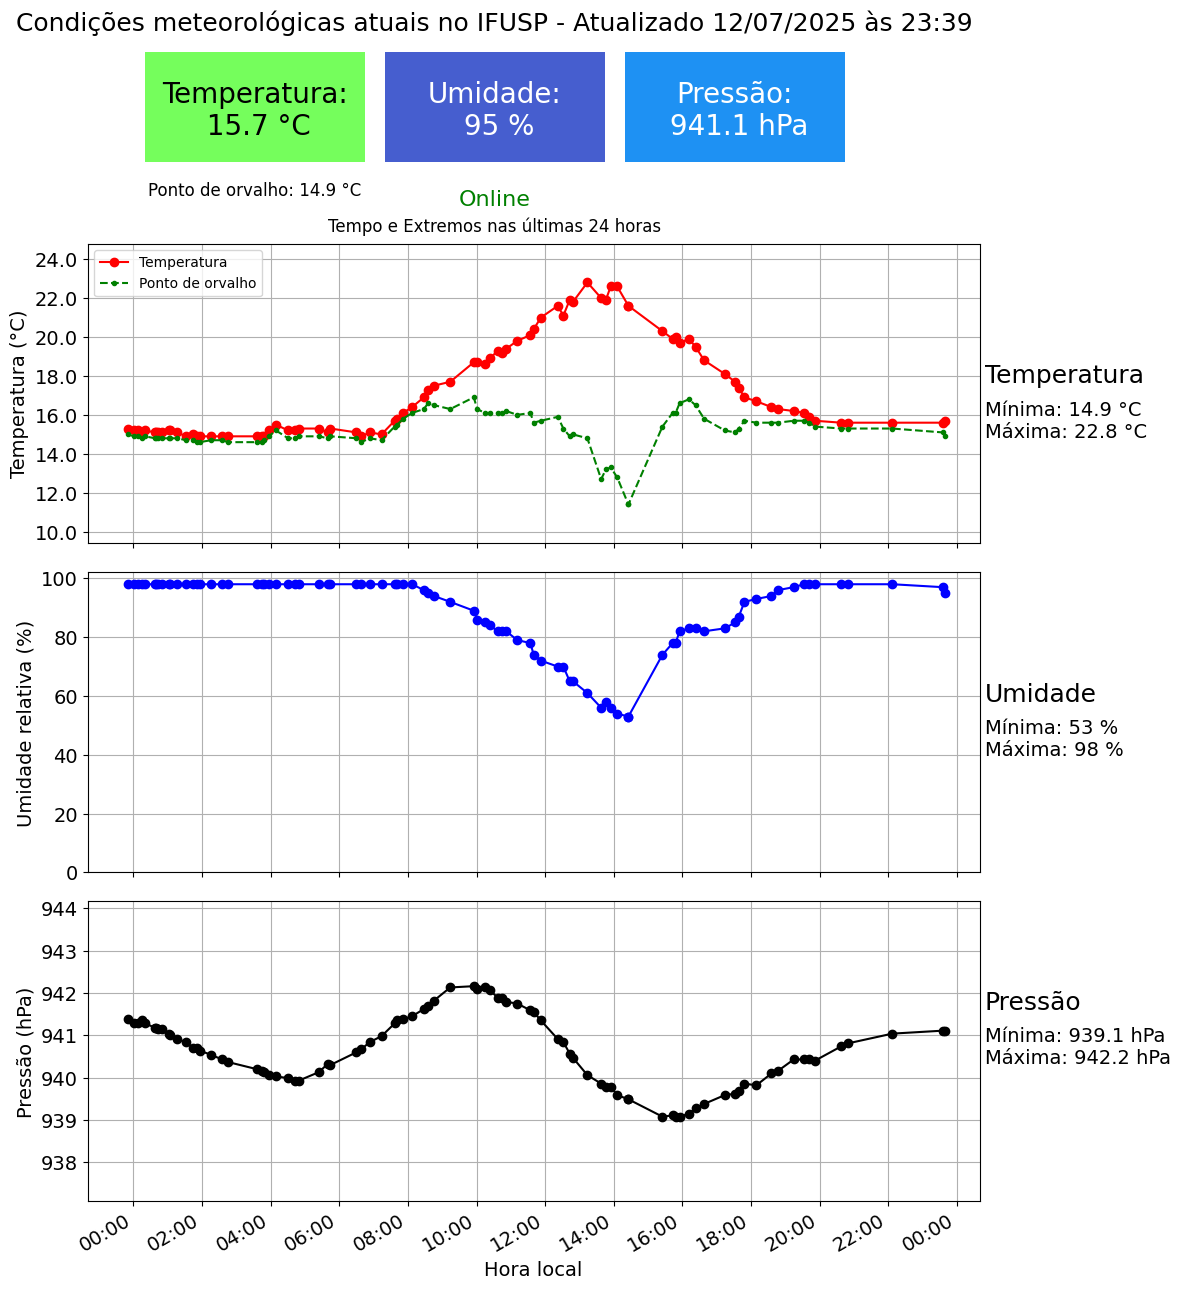 Condições meteorológicas atuais no IFUSP - Atualizado 12/07/2025 às 23:39
Temperatura:
15.7 °C
Umidade:
95 %
Pressão:
941.1 hPa
Ponto de orvalho: 14.9 °C
Online
Tempo e Extremos nas últimas 24 horas
Temperatura (°C)
24.0
22.0
20.0
18.0
16.0
14.0
12.0
10.0
Temperatura
Ponto de orvalho
Temperatura
Mínima: 14.9 °C
Máxima: 22.8 °C
Umidade relativa (%)
100
80
60
40
20
0
Umidade
Mínima: 53 %
Máxima: 98 %
Pressão (hPa)
944
943
942
941
940
939
938
Pressão
Mínima: 939.1 hPa
Máxima: 942.2 hPa
00:00 02:00 04:00 06:00 08:00 10:00 12:00 14:00 16:00 18:00 20:00 22:00 00:00
Hora local